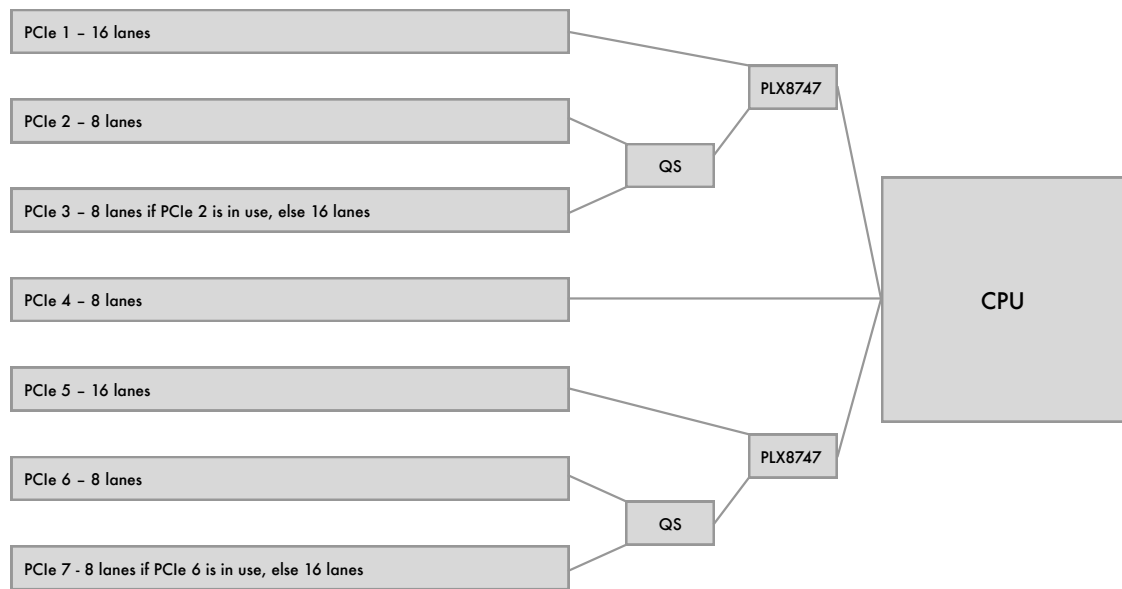 PCIe 1 – 16 lanes
PLX8747
PCIe 2 – 8 lanes
QS
PCIe 3 – 8 lanes if PCIe 2 is in use, else 16 lanes
PCIe 4 – 8 lanes
CPU
PCIe 5 – 16 lanes
PLX8747
PCIe 6 – 8 lanes
QS
PCIe 7 - 8 lanes if PCIe 6 is in use, else 16 lanes